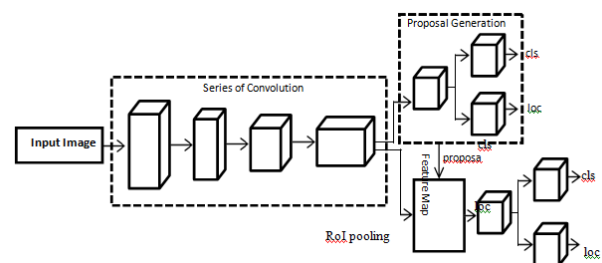 Proposal Generation
cls
Series of Convolution
loc
Input Image
cls
proposa
Feature Map
cls
loc
RoI pooling
loc